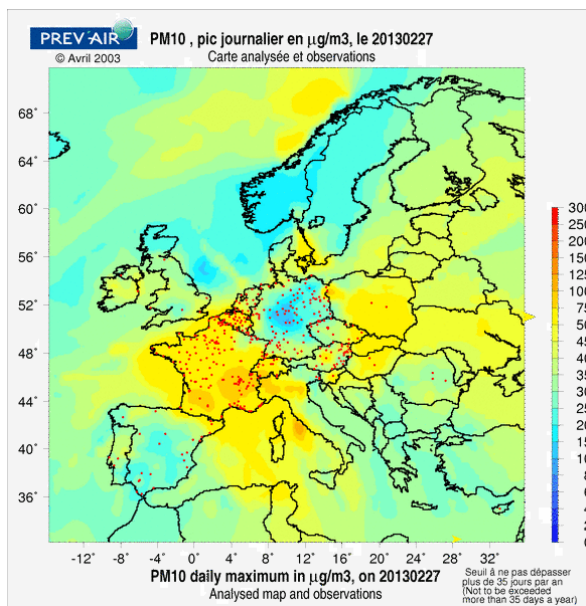 PREV'AIR
© Avril 2003
PM10 , pic journalier en µg/m3, le 20130227
Carte analysée et observations
68°
64°
60°
56°
52°
48°
44°
40°
36°
-12° -8° -4° 0° 4° 8° 12° 16° 20° 24° 28° 32°
300
250
200
150
125
100
75
50
45
40
35
30
25
20
PM10 daily maximum in µg/m3, on 20130227
Analysed map and observations
Seuil à ne pas dépasser
plus de 35 jours par an
(Not to be exceeded
more than 35 days a year)